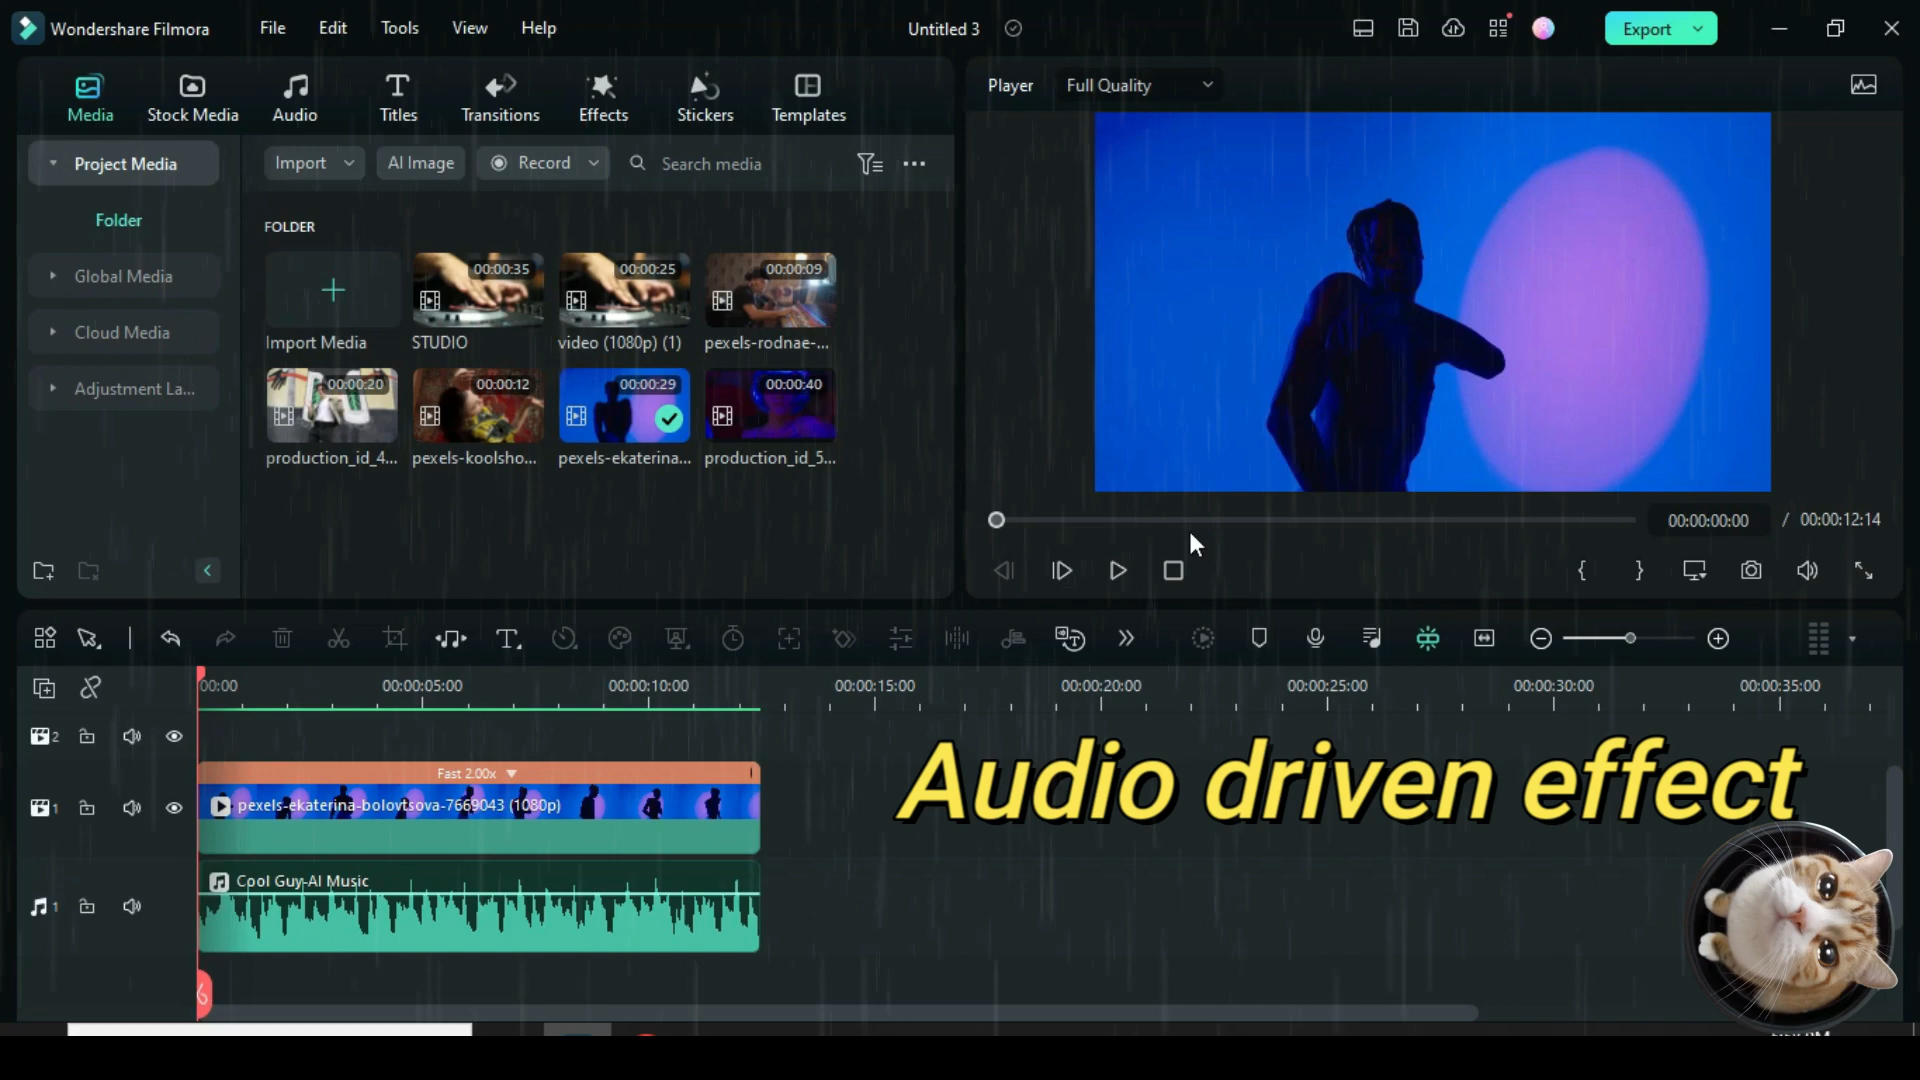 Wondershare Filmora File Edit Tools View Help Untitled 3 Export
Media Stock Media Audio Titles Transitions Effects Stickers Templates
Player Full Quality
Project Media Import AI Image Record Search media
Folder
Global Media
Cloud Media
Adjustment La...
FOLDER
00:00:35 00:00:25 00:00:09
Import Media STUDIO video (1080p) (1) pexels-rodnae-...
00:00:20 00:00:12 00:00:29 00:00:40
production_id_4... pexels-koolsho... pexels-ekaterina... production_id_5...
00:00:00:00 / 00:00:12:14
00:00 00:00:05:00 00:00:10:00 00:00:15:00 00:00:20:00 00:00:25:00 00:00:30:00 00:00:35:00
2
Fast 2.00x
1 pexels-ekaterina-bolovtsova-7669043 (1080p)
Audio driven effect
Cool Guy-AI Music
1